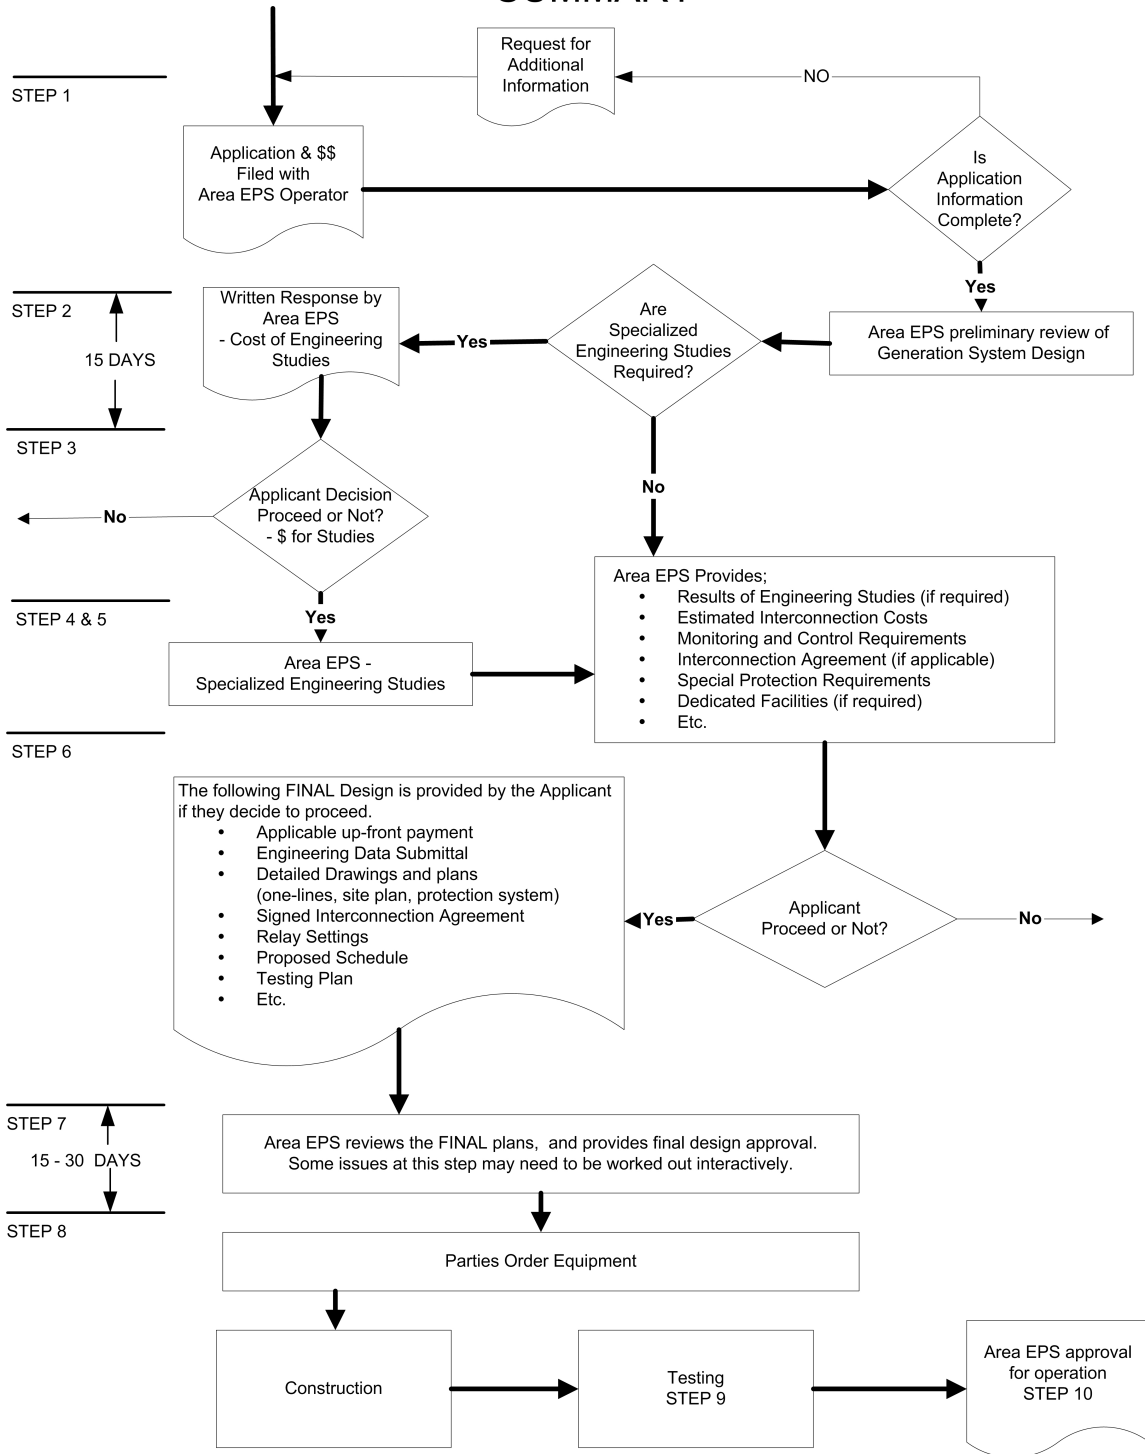 SUMMARY
Request for
Additional
Information
NO
STEP 1
Application & $$
Filed with
Area EPS Operator
Is
Application
Information
Complete?
Yes
STEP 2
15 DAYS
Written Response by
Area EPS
- Cost of Engineering
Studies
Yes
Are
Specialized
Engineering Studies
Required?
Area EPS preliminary review of
Generation System Design
STEP 3
No
Applicant Decision
Proceed or Not?
- $ for Studies
No
Yes
STEP 4 & 5
Area EPS -
Specialized Engineering Studies
Area EPS Provides;
• Results of Engineering Studies (if required)
• Estimated Interconnection Costs
• Monitoring and Control Requirements
• Interconnection Agreement (if applicable)
• Special Protection Requirements
• Dedicated Facilities (if required)
• Etc.
STEP 6
The following FINAL Design is provided by the Applicant
if they decide to proceed.
• Applicable up-front payment
• Engineering Data Submittal
• Detailed Drawings and plans
(one-lines, site plan, protection system)
• Signed Interconnection Agreement
• Relay Settings
• Proposed Schedule
• Testing Plan
• Etc.
Yes
Applicant
Proceed or Not?
No
STEP 7
15 - 30 DAYS
Area EPS reviews the FINAL plans, and provides final design approval.
Some issues at this step may need to be worked out interactively.
STEP 8
Parties Order Equipment
Construction
Testing
STEP 9
Area EPS approval
for operation
STEP 10